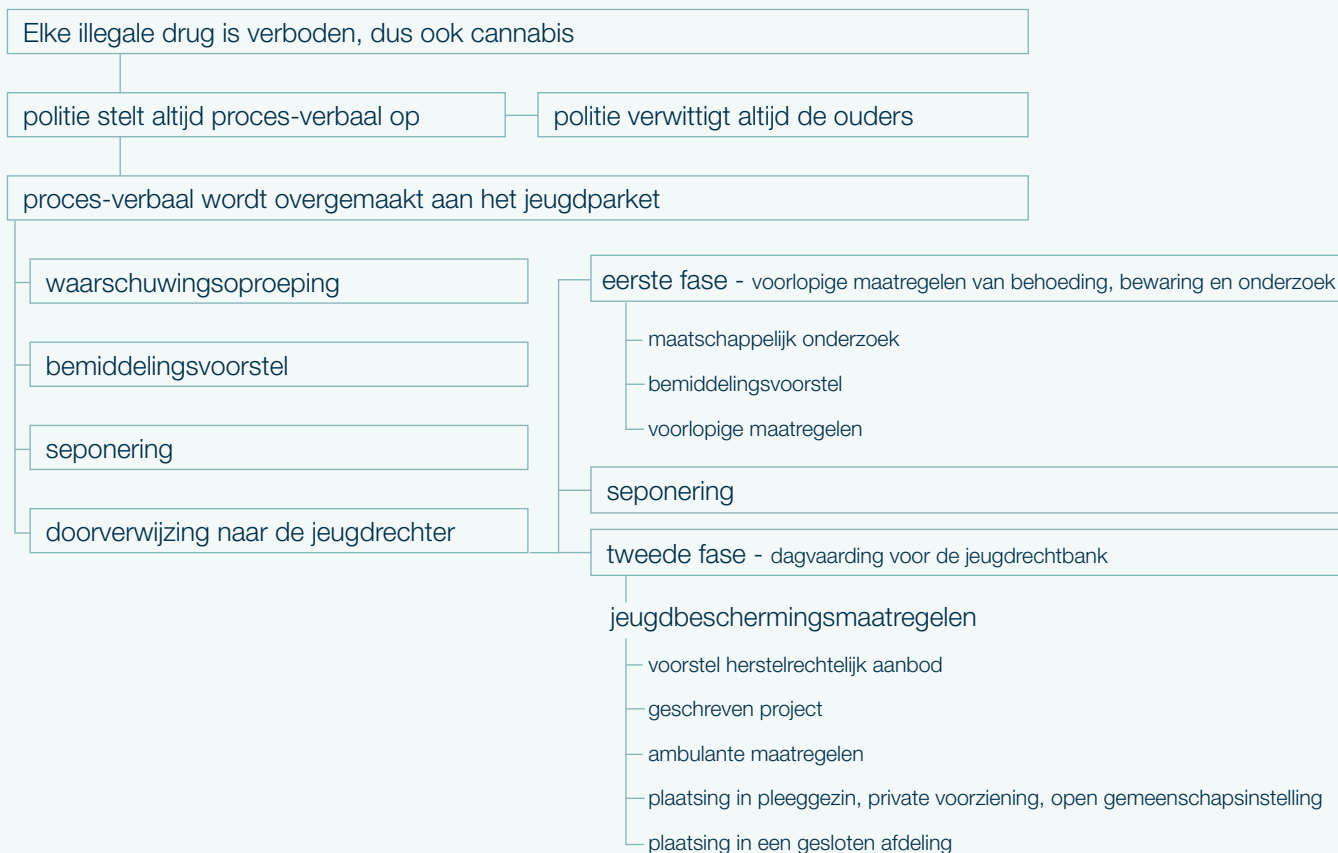 Elke illegale drug is verboden, dus ook cannabis
politie stelt altijd proces-verbaal op
politie verwittigt altijd de ouders
proces-verbaal wordt overgemaakt aan het jeugdparket
waarschuwingsoproeping
bemiddelingsvoorstel
seponering
doorverwijzing naar de jeugdrechter
eerste fase - voorlopige maatregelen van behoeding, bewaring en onderzoek
maatschappelijk onderzoek
bemiddelingsvoorstel
voorlopige maatregelen
seponering
tweede fase - dagvaarding voor de jeugdrechtbank
jeugdbeschermingsmaatregelen
voorstel herstelrechtelijk aanbod
geschreven project
ambulante maatregelen
plaatsing in pleeggezin, private voorziening, open gemeenschapsinstelling
plaatsing in een gesloten afdeling